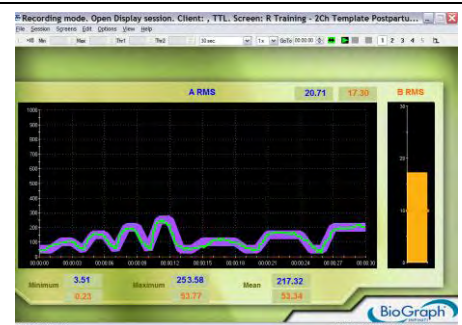 Recording mode. Open Display session. Client: , TTL. Screen: R Training - 2Ch Template Postpartu...
File Session Screens Edit Options View Help
Min Max Thr1 Thr2 30 sec 1 x GoTo 00:00:00 1 2 3 4 5
A RMS 20.71 17.30 B RMS
1000
900
800
700
600
500
400
300
200
100
0
00:00:00 00:00:03 00:00:06 00:00:09 00:00:12 00:00:15 00:00:18 00:00:21 00:00:24 00:00:27 00:00:30
30
20
10
0
Minimum 3.51 Maximum 253.58 Mean 217.32
0.23 53.77 53.34
BioGraph
INFINITI